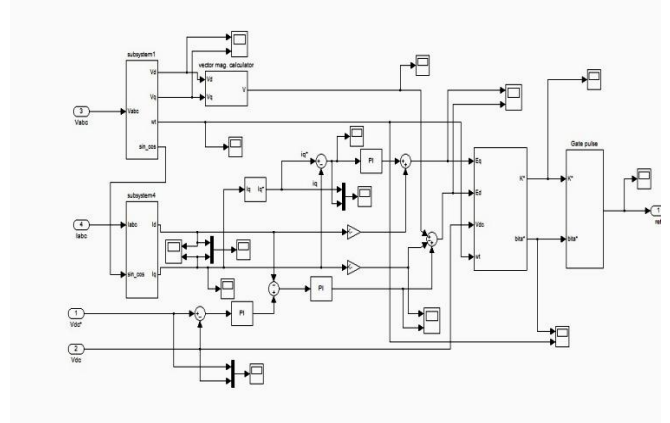 subsystem1
vector mag. calculator
Vd
Vd
Vq
Vq
V
3
Vabc
Vabc
wt
sin_cos
Gate pulse
iq*
PI
Eq
K*
K*
iq
Iq
Iq*
Ed
1
ref
4
Iabc
subsystem4
Iabc
Id
Vdc
bita*
bita*
wt
sin_cos
Iq
PI
1
Vdc*
PI
2
Vdc